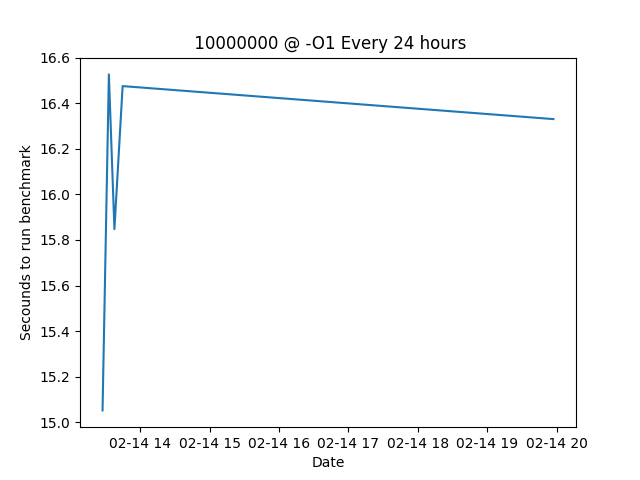 10000000 @ -O1 Every 24 hours
16.6
16.4
16.2
16.0
15.8
15.6
15.4
15.2
15.0
Secounds to run benchmark
02-14 14 02-14 15 02-14 16 02-14 17 02-14 18 02-14 19 02-14 20
Date